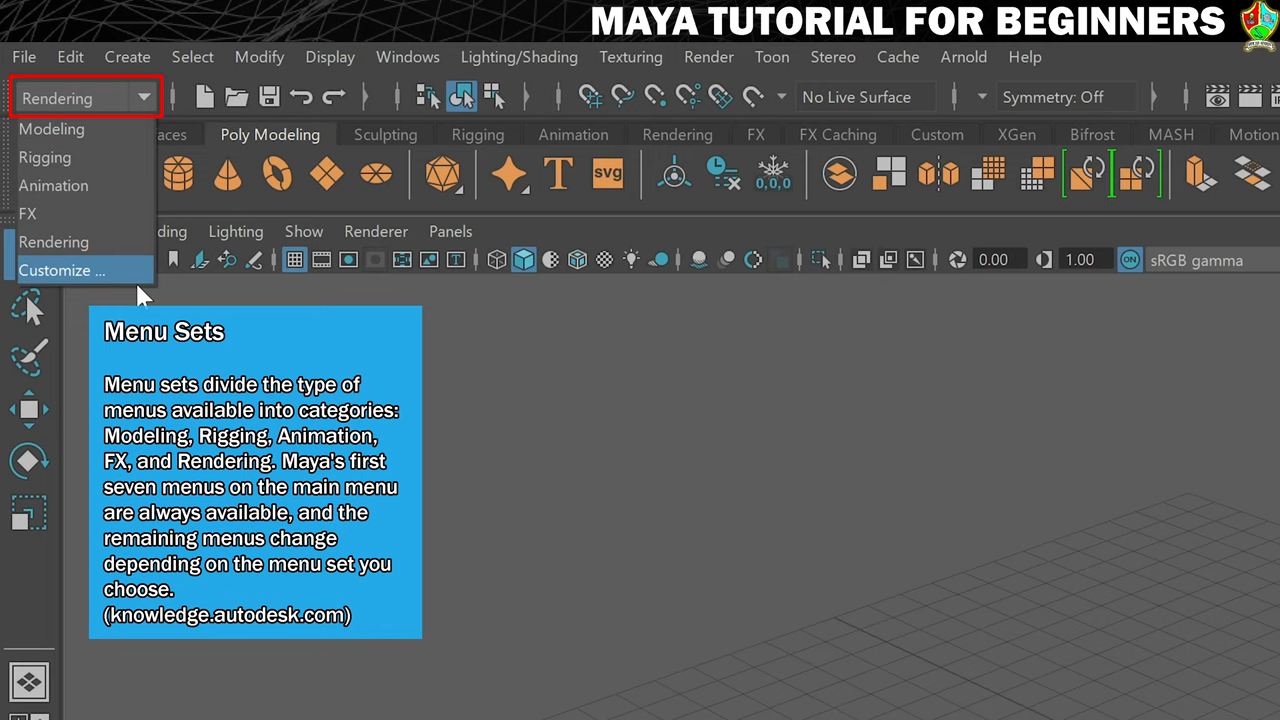 MAYA TUTORIAL FOR BEGINNERS
File Edit Create Select Modify Display Windows Lighting/Shading Texturing Render Toon Stereo Cache Arnold Help
Rendering No Live Surface Symmetry: Off
Modeling
Rigging
Animation
FX
Rendering
Customize ...
aces Poly Modeling Sculpting Rigging Animation Rendering FX FX Caching Custom XGen Bifrost MASH Motion
T svg 0,0,0
ding Lighting Show Renderer Panels
0.00 1.00 ON sRGB gamma
Menu Sets
Menu sets divide the type of
menus available into categories:
Modeling, Rigging, Animation,
FX, and Rendering. Maya's first
seven menus on the main menu
are always available, and the
remaining menus change
depending on the menu set you
choose.
(knowledge.autodesk.com)